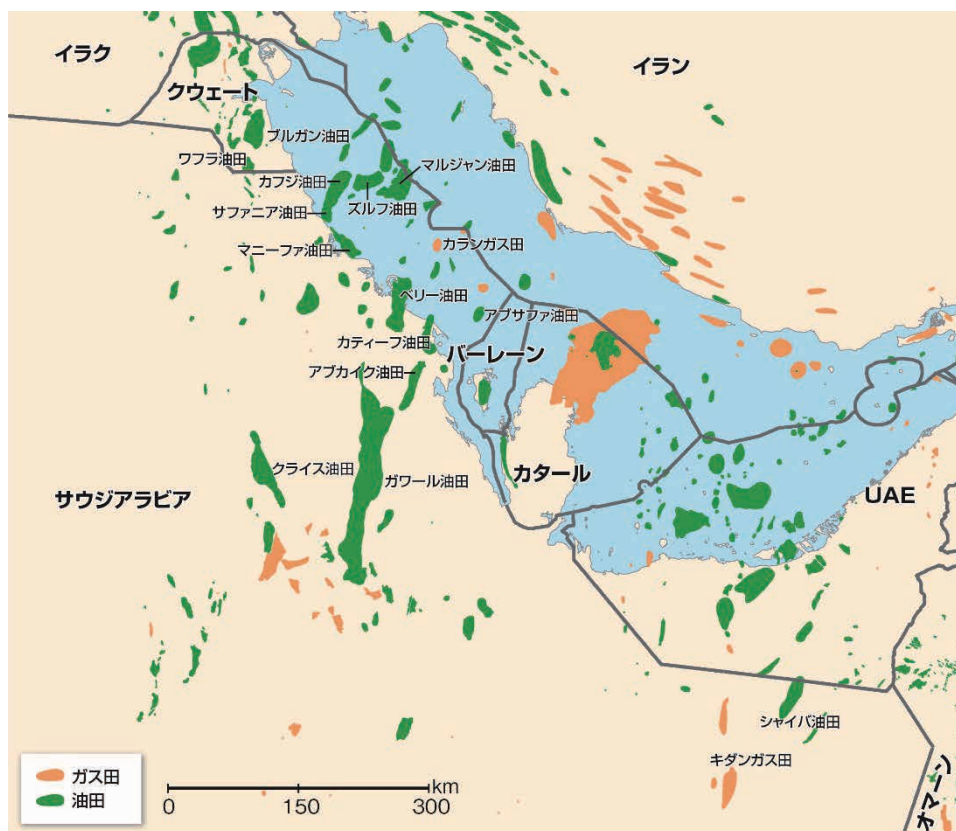 イラク
イラン
クウェート
ブルガン油田
ワフラ油田
マルジャン油田
カフジ油田
ズルフ油田
サファニア油田
マニーファ油田
カランガス田
ベリー油田
アブサファ油田
カティーフ油田
バーレーン
アブカイク油田
クライス油田
ガワール油田
カタール
サウジアラビア
UAE
シャイバ油田
キダンガス田
オマーン
ガス田
油田
km
0 150 300